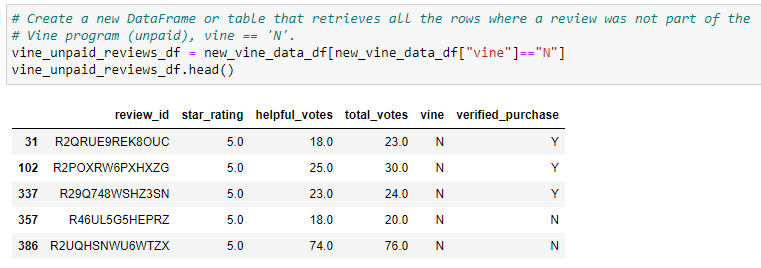 # Create a new DataFrame or table that retrieves all the rows where a review was not part of the
# Vine program (unpaid), vine == 'N'.
vine_unpaid_reviews_df = new_vine_data_df[new_vine_data_df["vine"]=="N"]
vine_unpaid_reviews_df.head()
review_id star_rating helpful_votes total_votes vine verified_purchase
31 R2QRUE9REK8OUC 5.0 18.0 23.0 N Y
102 R2POXRW6PXHXZG 5.0 25.0 30.0 N Y
337 R29Q748WSHZ3SN 5.0 23.0 24.0 N Y
357 R46UL5G5HEPRZ 5.0 18.0 20.0 N N
386 R2UQHSNWU6WTZX 5.0 74.0 76.0 N N